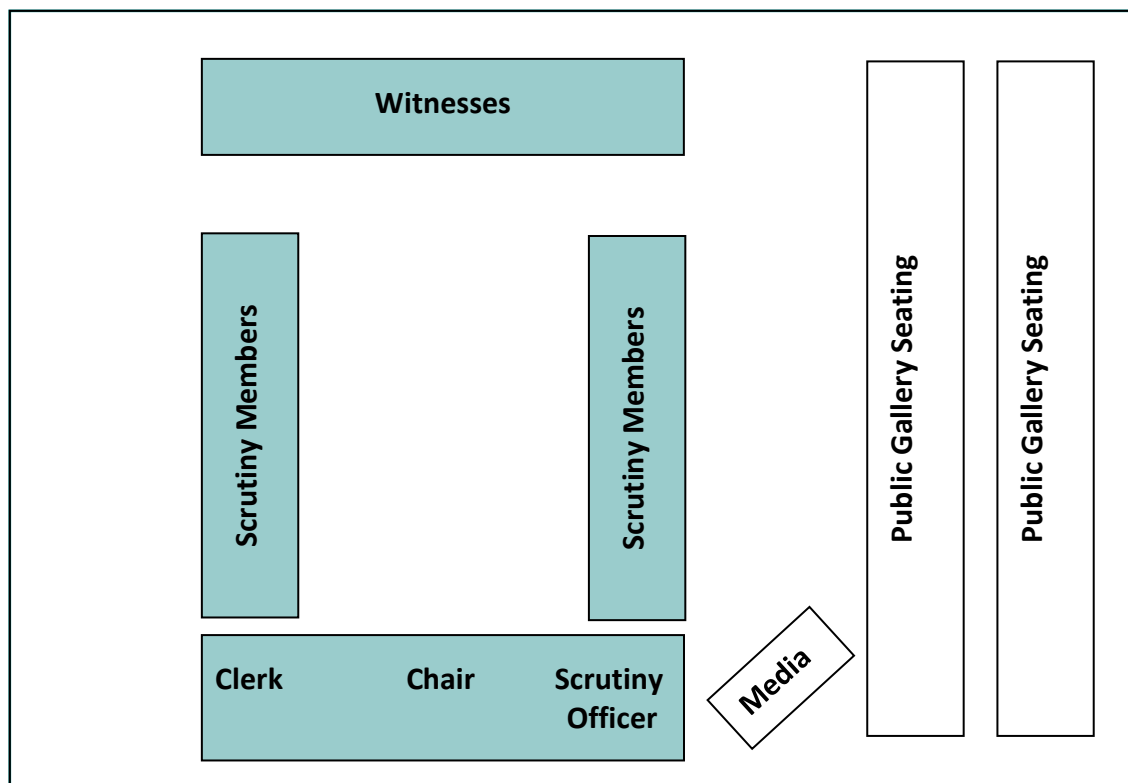 Witnesses
Scrutiny Members
Scrutiny Members
Public Gallery Seating
Public Gallery Seating
Clerk
Chair
Scrutiny
Officer
Media